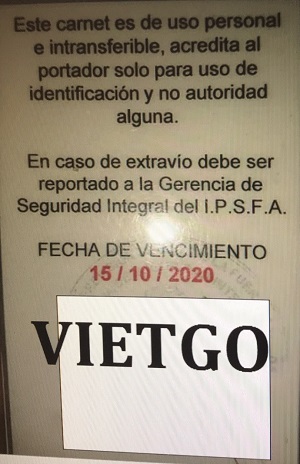 Este carnet es de uso personal
e intransferible, acredita al
portador solo para uso de
identificación y no autoridad
alguna.
En caso de extravío debe ser
reportado a la Gerencia de
Seguridad Integral del I.P.S.F.A.
FECHA DE VENCIMIENTO
15 / 10 / 2020
VIETGO